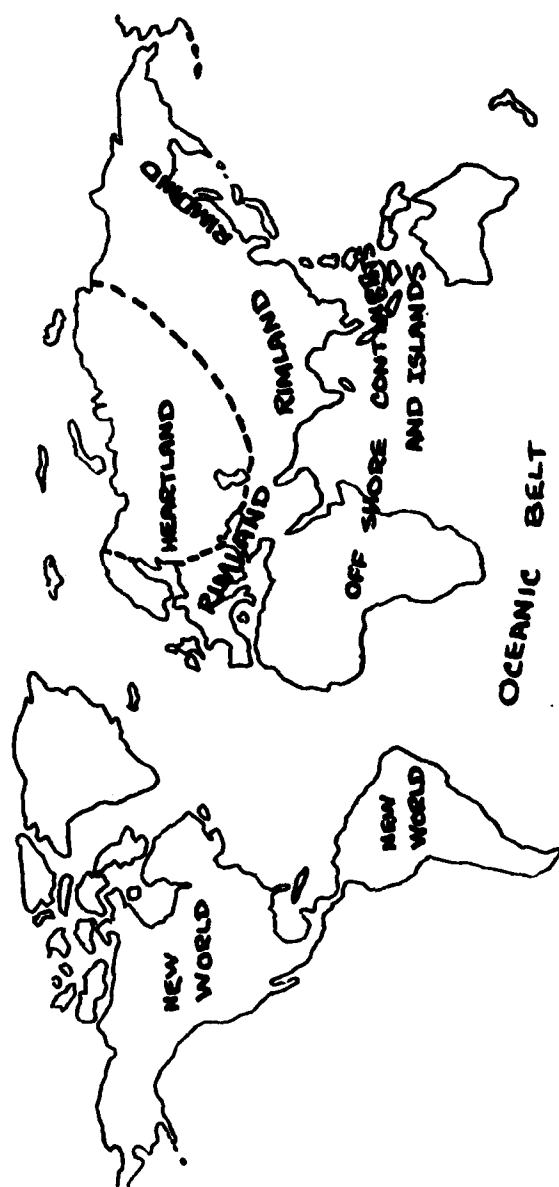 NEW
WORLD
NEW
WORLD
HEARTLAND
RIMLAND
RIMLAND
RIMLAND
OFF SHORE CONTINENTS
AND ISLANDS
OCEANIC BELT